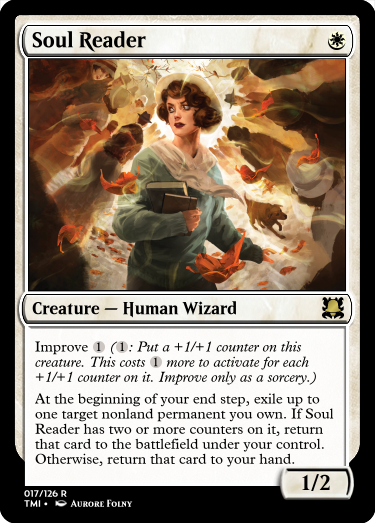 Soul Reader
Creature — Human Wizard
Improve 1 (1: Put a +1/+1 counter on this
creature. This costs 1 more to activate for each
+1/+1 counter on it. Improve only as a sorcery.)
At the beginning of your end step, exile up to
one target nonland permanent you own. If Soul
Reader has two or more counters on it, return
that card to the battlefield under your control.
Otherwise, return that card to your hand.
1/2
017/126 R
TMI • Aurore Folny